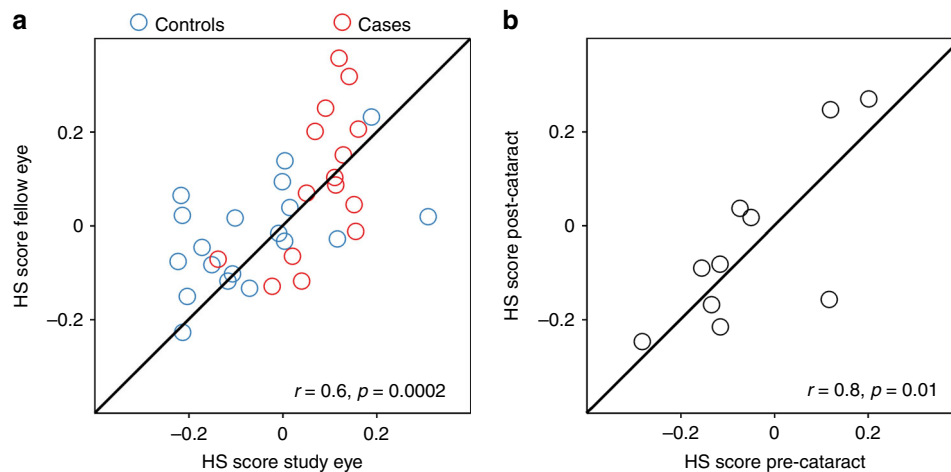 a
Controls
Cases
HS score fellow eye
0.2
0
−0.2
r = 0.6, p = 0.0002
−0.2
0
0.2
HS score study eye
b
HS score post-cataract
0.2
0
−0.2
r = 0.8, p = 0.01
−0.2
0
0.2
HS score pre-cataract